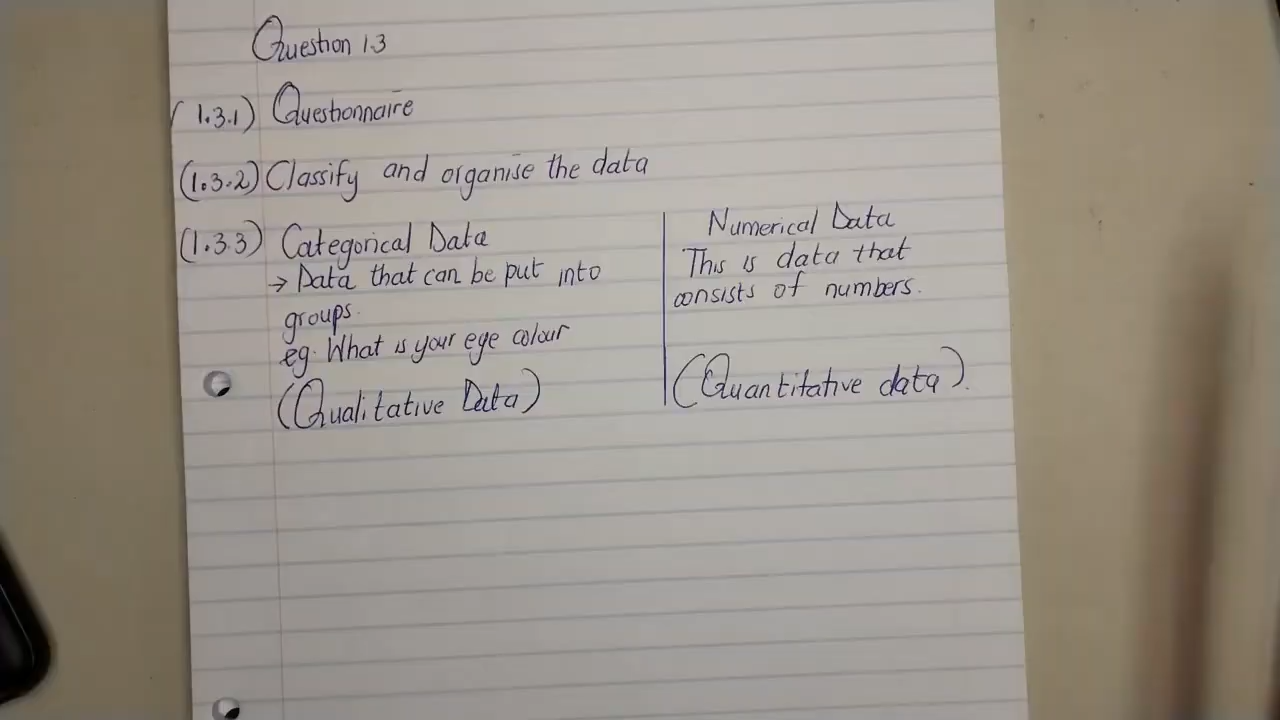 Question 1.3
(1.3.1) Questionnaire
(1.3.2) Classify and organise the data
(1.3.3) Categorical Data
→ Data that can be put into
groups.
eg. What is your eye colour
(Qualitative Data)
Numerical Data
This is data that
consists of numbers.
(Quantitative data).